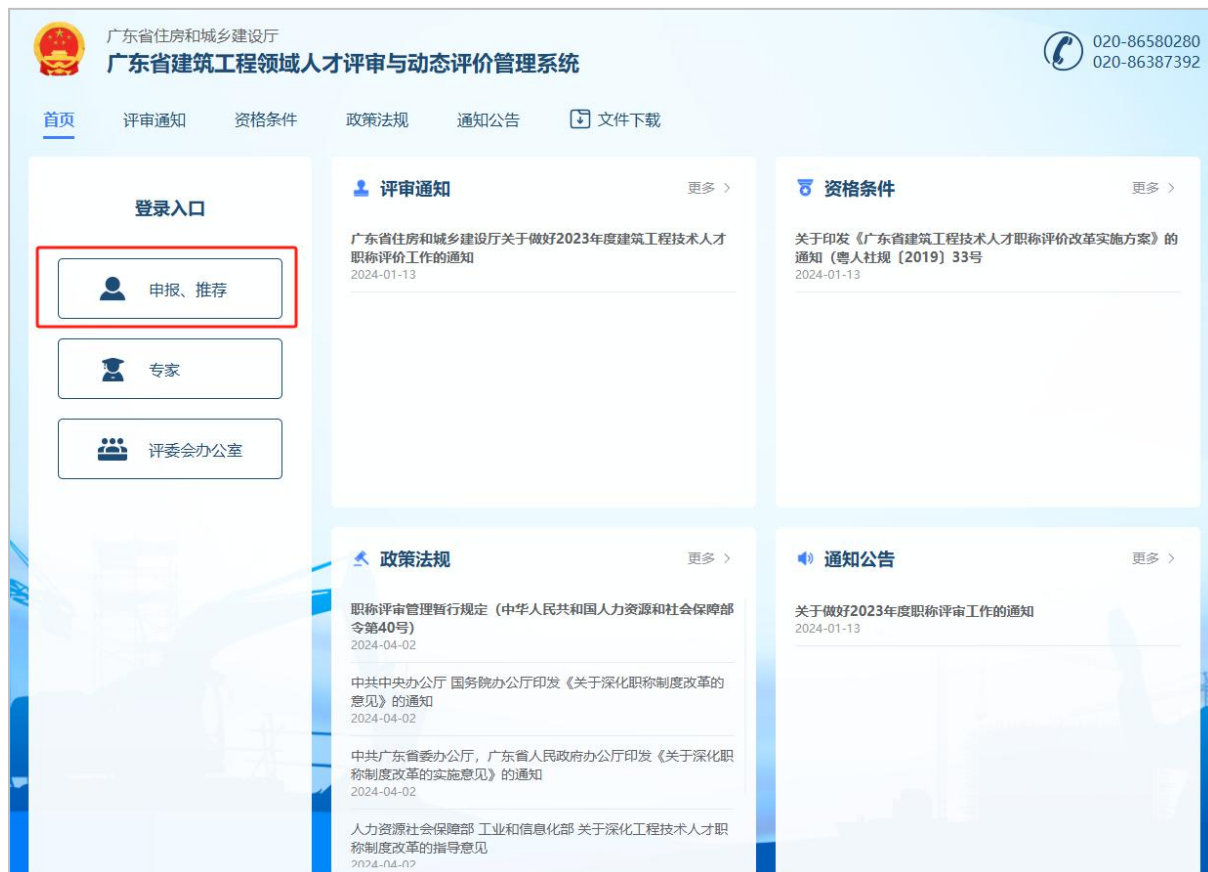 广东省住房和城乡建设厅
广东省建筑工程领域人才评审与动态评价管理系统
020-86580280
020-86387392
首页
评审通知
资格条件
政策法规
通知公告
文件下载
登录入口
申报、推荐
专家
评委会办公室
评审通知
更多
广东省住房和城乡建设厅关于做好2023年度建筑工程技术人才
职称评价工作的通知
2024-01-13
资格条件
更多
关于印发《广东省建筑工程技术人才职称评价改革实施方案》的
通知（粤人社规〔2019〕33号
2024-01-13
政策法规
更多
职称评审管理暂行规定（中华人民共和国人力资源和社会保障部
令第40号）
2024-04-02
中共中央办公厅 国务院办公厅印发《关于深化职称制度改革的
意见》的通知
2024-04-02
中共广东省委办公厅，广东省人民政府办公厅印发《关于深化职
称制度改革的实施意见》的通知
2024-04-02
人力资源社会保障部 工业和信息化部 关于深化工程技术人才职
称制度改革的指导意见
2024-04-02
通知公告
更多
关于做好2023年度职称评审工作的通知
2024-01-13